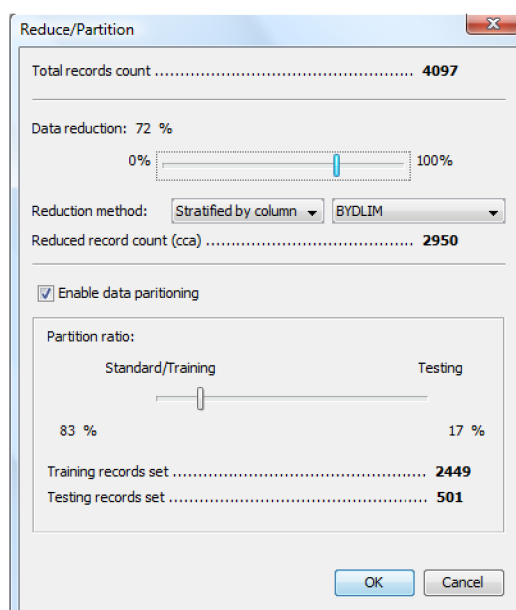 Reduce/Partition
Total records count ................................................................ 4097
Data reduction: 72 %
0% 100%
Reduction method: Stratified by column BYDLIM
Reduced record count (cca) .................................................... 2950
Enable data paritioning
Partition ratio:
Standard/Training Testing
83 % 17 %
Training records set ................................................................ 2449
Testing records set ................................................................. 501
OK Cancel